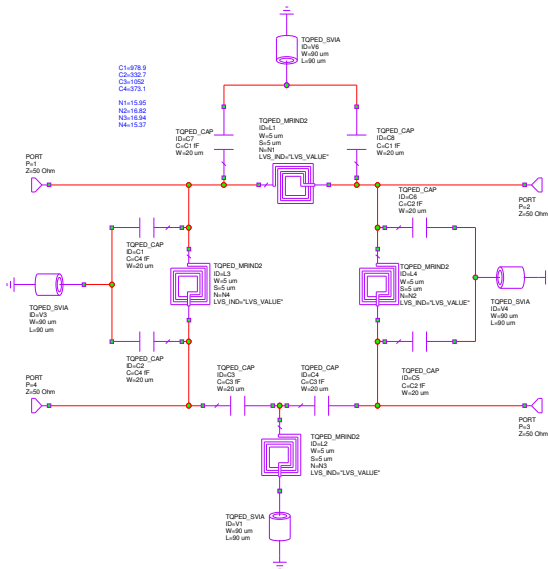 TQPED_SVIA
ID=V6
W=90 um
L=90 um
C1=978.9
C2=332.7
C3=1052
C4=373.1
N1=15.95
N2=16.82
N3=16.94
N4=15.37
TQPED_MRIND2
ID=L1
W=5 um
S=5 um
N=N1
LVS_IND="LVS_VALUE"
TQPED_CAP
ID=C7
C=C1 fF
W=20 um
TQPED_CAP
ID=C8
C=C1 fF
W=20 um
PORT
P=1
Z=50 Ohm
TQPED_CAP
ID=C6
C=C2 fF
W=20 um
PORT
P=2
Z=50 Ohm
TQPED_CAP
ID=C1
C=C4 fF
W=20 um
TQPED_MRIND2
ID=L3
W=5 um
S=5 um
N=N4
LVS_IND="LVS_VALUE"
TQPED_MRIND2
ID=L4
W=5 um
S=5 um
N=N2
LVS_IND="LVS_VALUE"
TQPED_SVIA
ID=V3
W=90 um
L=90 um
TQPED_SVIA
ID=V4
W=90 um
L=90 um
TQPED_CAP
ID=C2
C=C4 fF
W=20 um
TQPED_CAP
ID=C3
C=C3 fF
W=20 um
TQPED_CAP
ID=C4
C=C3 fF
W=20 um
TQPED_CAP
ID=C5
C=C2 fF
W=20 um
PORT
P=4
Z=50 Ohm
PORT
P=3
Z=50 Ohm
TQPED_MRIND2
ID=L2
W=5 um
S=5 um
N=N3
LVS_IND="LVS_VALUE"
TQPED_SVIA
ID=V1
W=90 um
L=90 um